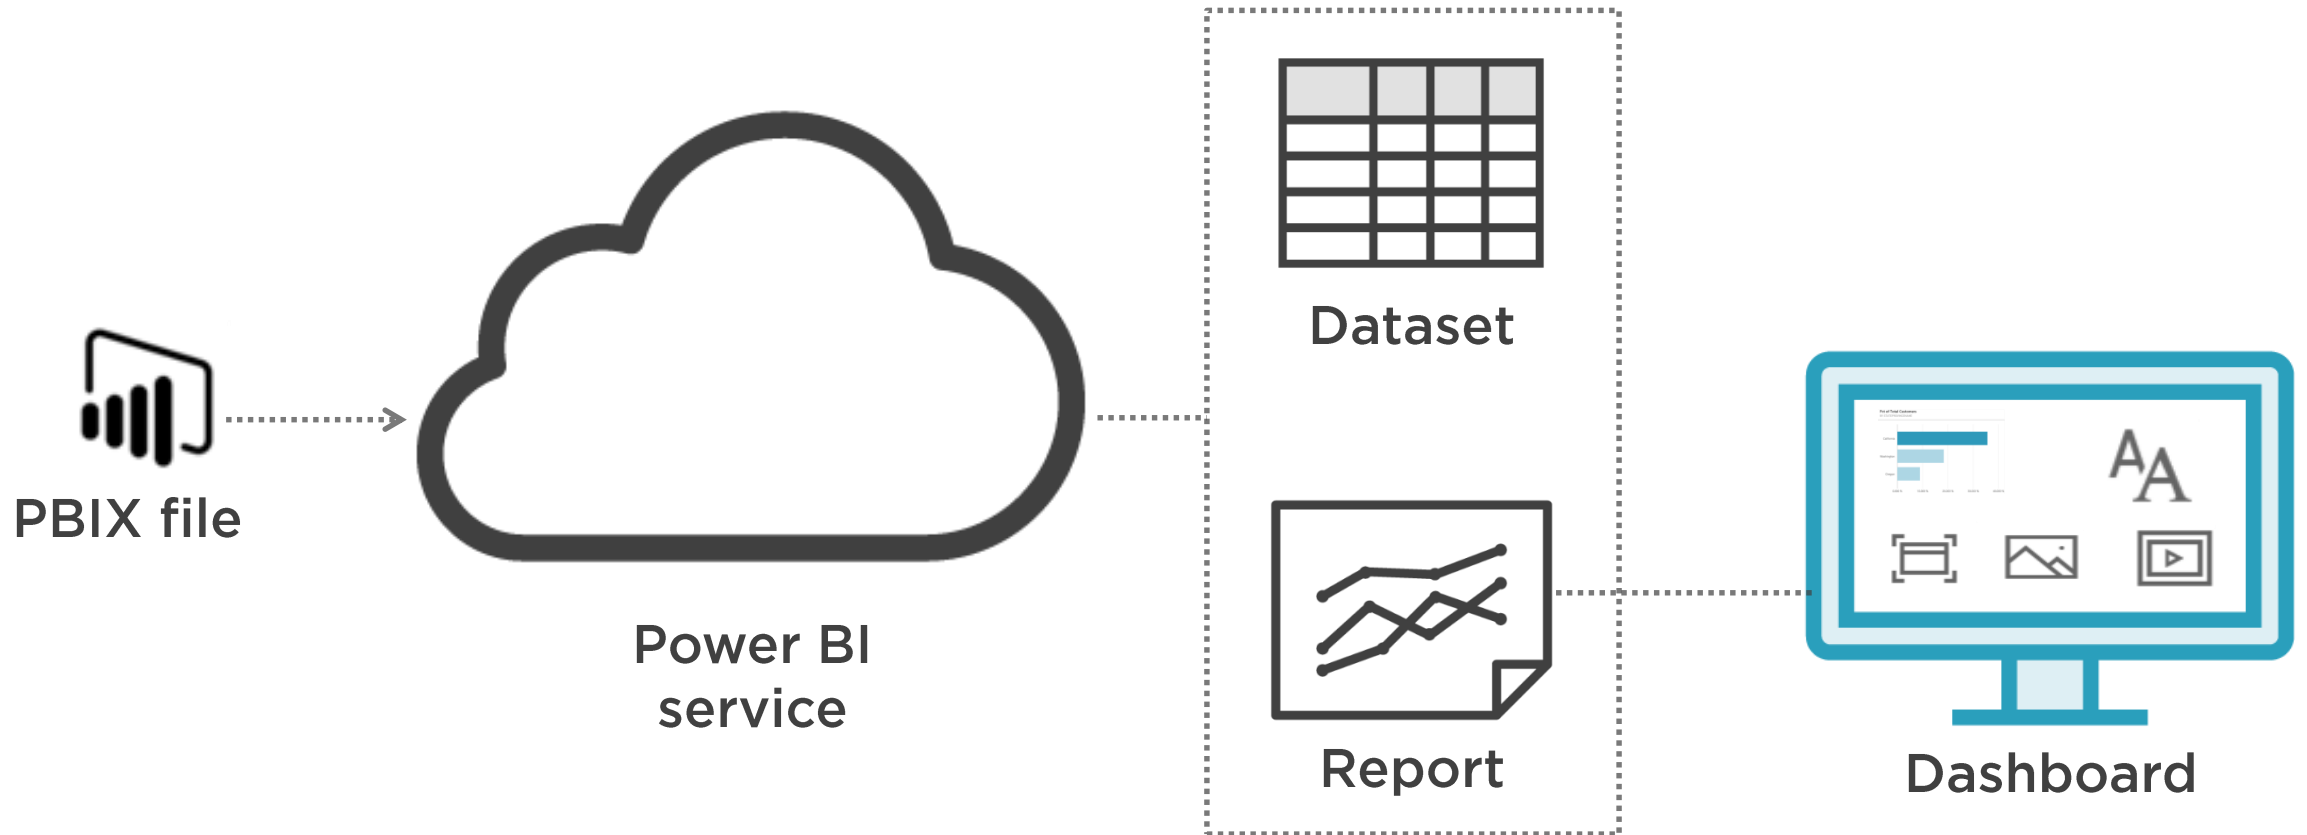 PBIX file
Power BI
service
Dataset
Report
Dashboard